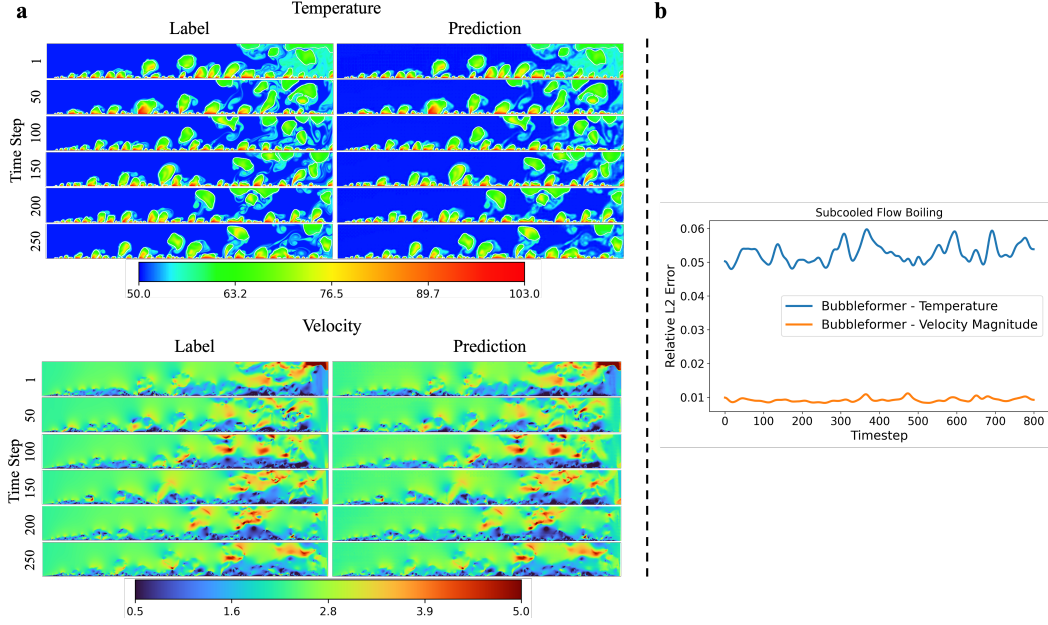 a
Temperature
Label
Prediction
Time Step
1
50
100
150
200
250
50.0
63.2
76.5
89.7
103.0
Velocity
Label
Prediction
Time Step
1
50
100
150
200
250
0.5
1.6
2.8
3.9
5.0
b
Subcooled Flow Boiling
Relative L2 Error
0.06
0.05
0.04
0.03
0.02
0.01
Bubbleformer - Temperature
Bubbleformer - Velocity Magnitude
0
100
200
300
400
500
600
700
800
Timestep